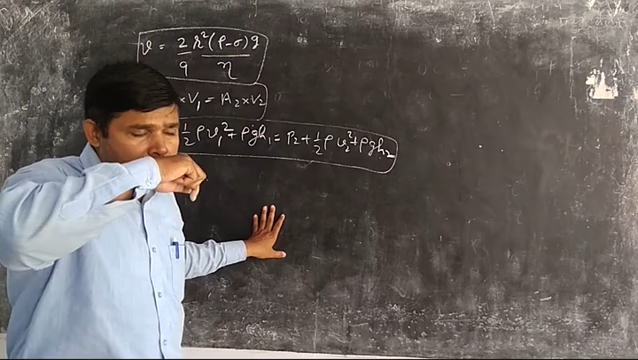 v = 2/9 r²(ρ-σ)g/η
×V₁ = A₂×V₂
½ρv₁²+ρgh₁ = P₂+½ρv₂²+ρgh₂